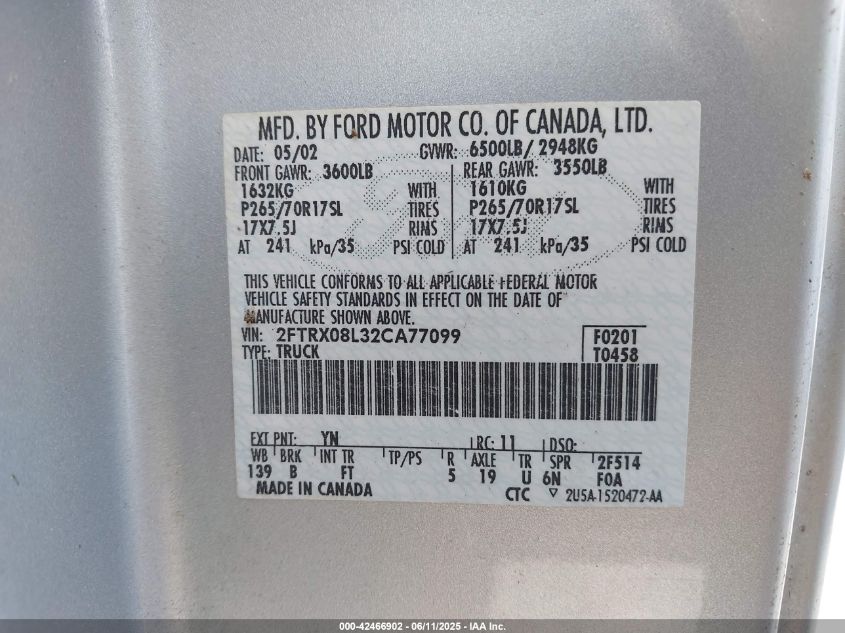 MFD. BY FORD MOTOR CO. OF CANADA, LTD.
DATE: 05/02 GVWR: 6500LB/ 2948KG
FRONT GAWR: 3600LB REAR GAWR: 3550LB
1632KG WITH 1610KG WITH
P265/70R17SL TIRES P265/70R17SL TIRES
17X7.5J RIMS 17X7.5J RIMS
AT 241 kPa/35 PSI COLD AT 241 kPa/35 PSI COLD
THIS VEHICLE CONFORMS TO ALL APPLICABLE FEDERAL MOTOR
VEHICLE SAFETY STANDARDS IN EFFECT ON THE DATE OF
MANUFACTURE SHOWN ABOVE.
VIN: 2FTRX08L32CA77099 F0201
TYPE: TRUCK T0458
EXT PNT: YN RC: 11 DSO:
WB BRK INT TR TP/PS R AXLE TR SPR 2F514
139 B FT 5 19 U 6N FOA
MADE IN CANADA CTC ▽ 2U5A-1520472-AA
000-42466902 - 06/11/2025 - IAA Inc.